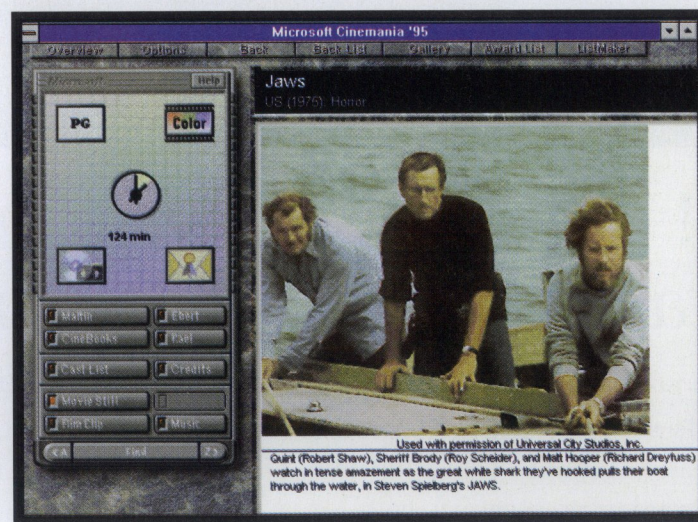 Microsoft Cinemania '95
Overview Options Back Back List Gallery Award List ListMaker
Microsoft Help
Jaws
US (1975): Horror
PG Color
124 min
Maltin Ebert
CineBooks Kael
Cast List Credits
Movie Still
Film Clip Music
<A Find Z>
Used with permission of Universal City Studios, Inc.
Quint (Robert Shaw), Sheriff Brody (Roy Scheider), and Matt Hooper (Richard Dreyfuss)
watch in tense amazement as the great white shark they've hooked pulls their boat
through the water, in Steven Spielberg's JAWS.